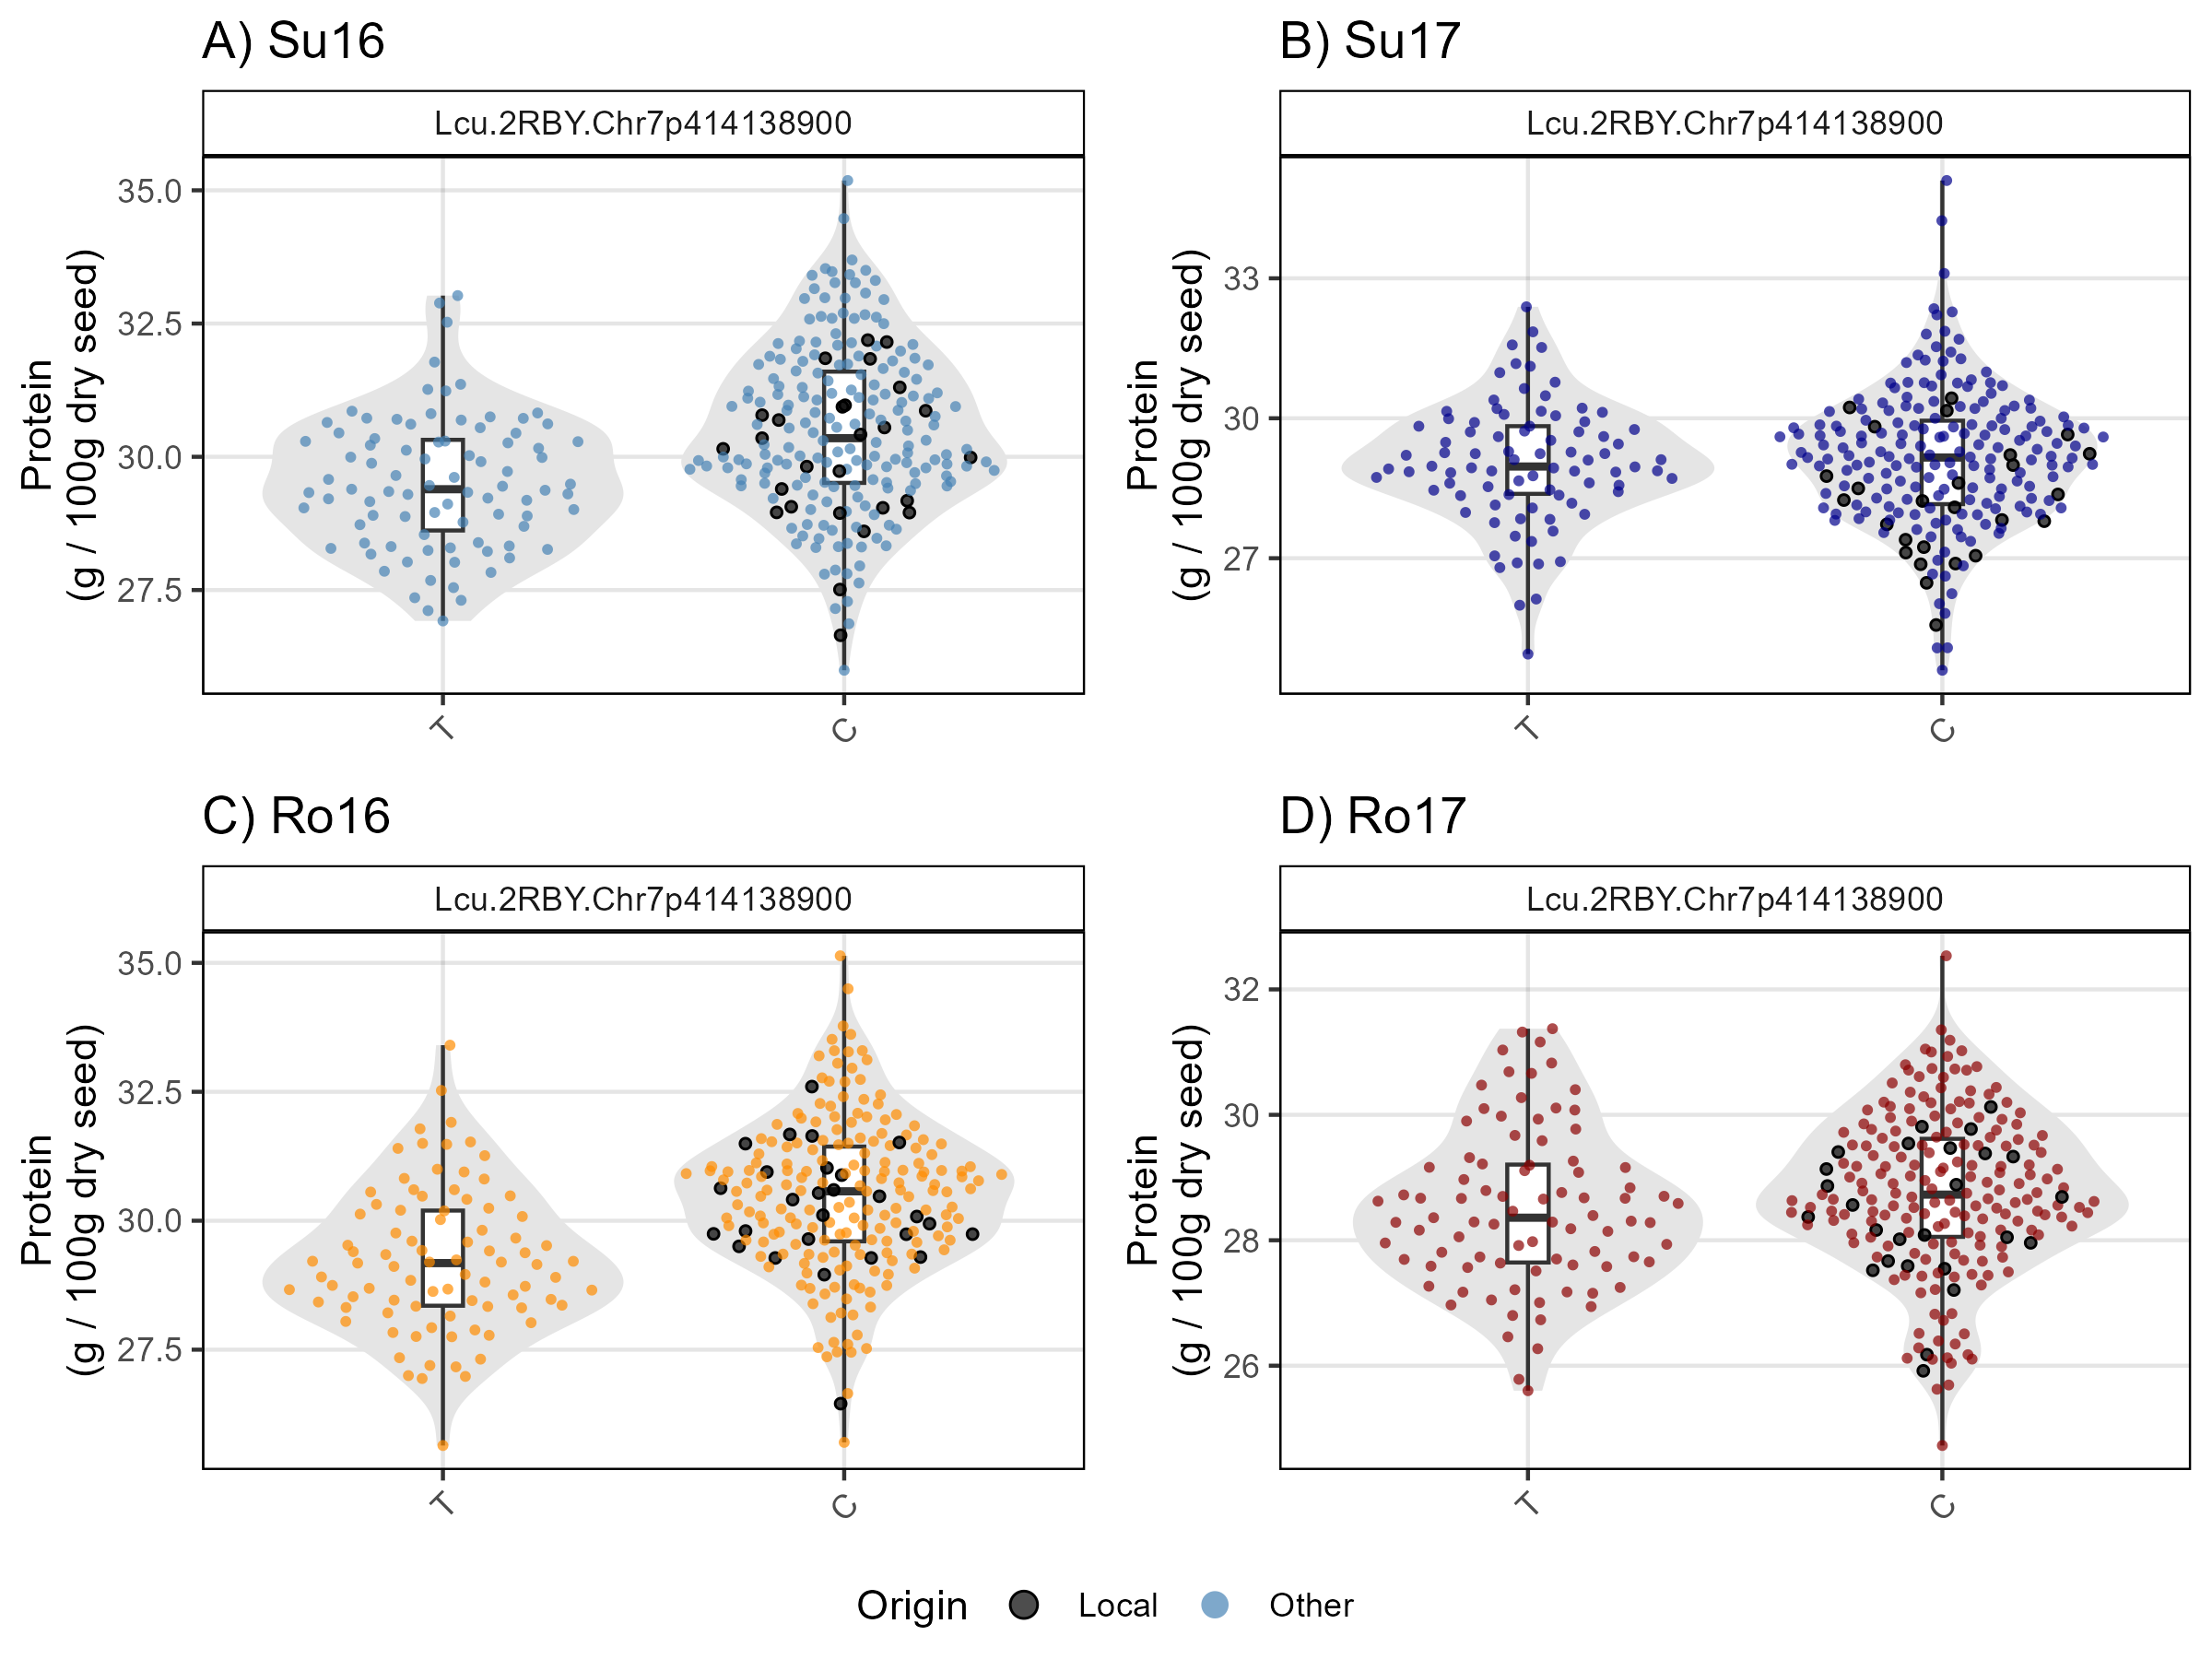 A) Su16
Lcu.2RBY.Chr7p414138900
Protein
(g / 100g dry seed)
35.0
32.5
30.0
27.5
T
C
B) Su17
Lcu.2RBY.Chr7p414138900
Protein
(g / 100g dry seed)
33
30
27
T
C
C) Ro16
Lcu.2RBY.Chr7p414138900
Protein
(g / 100g dry seed)
35.0
32.5
30.0
27.5
T
C
D) Ro17
Lcu.2RBY.Chr7p414138900
Protein
(g / 100g dry seed)
32
30
28
26
T
C
Origin Local Other